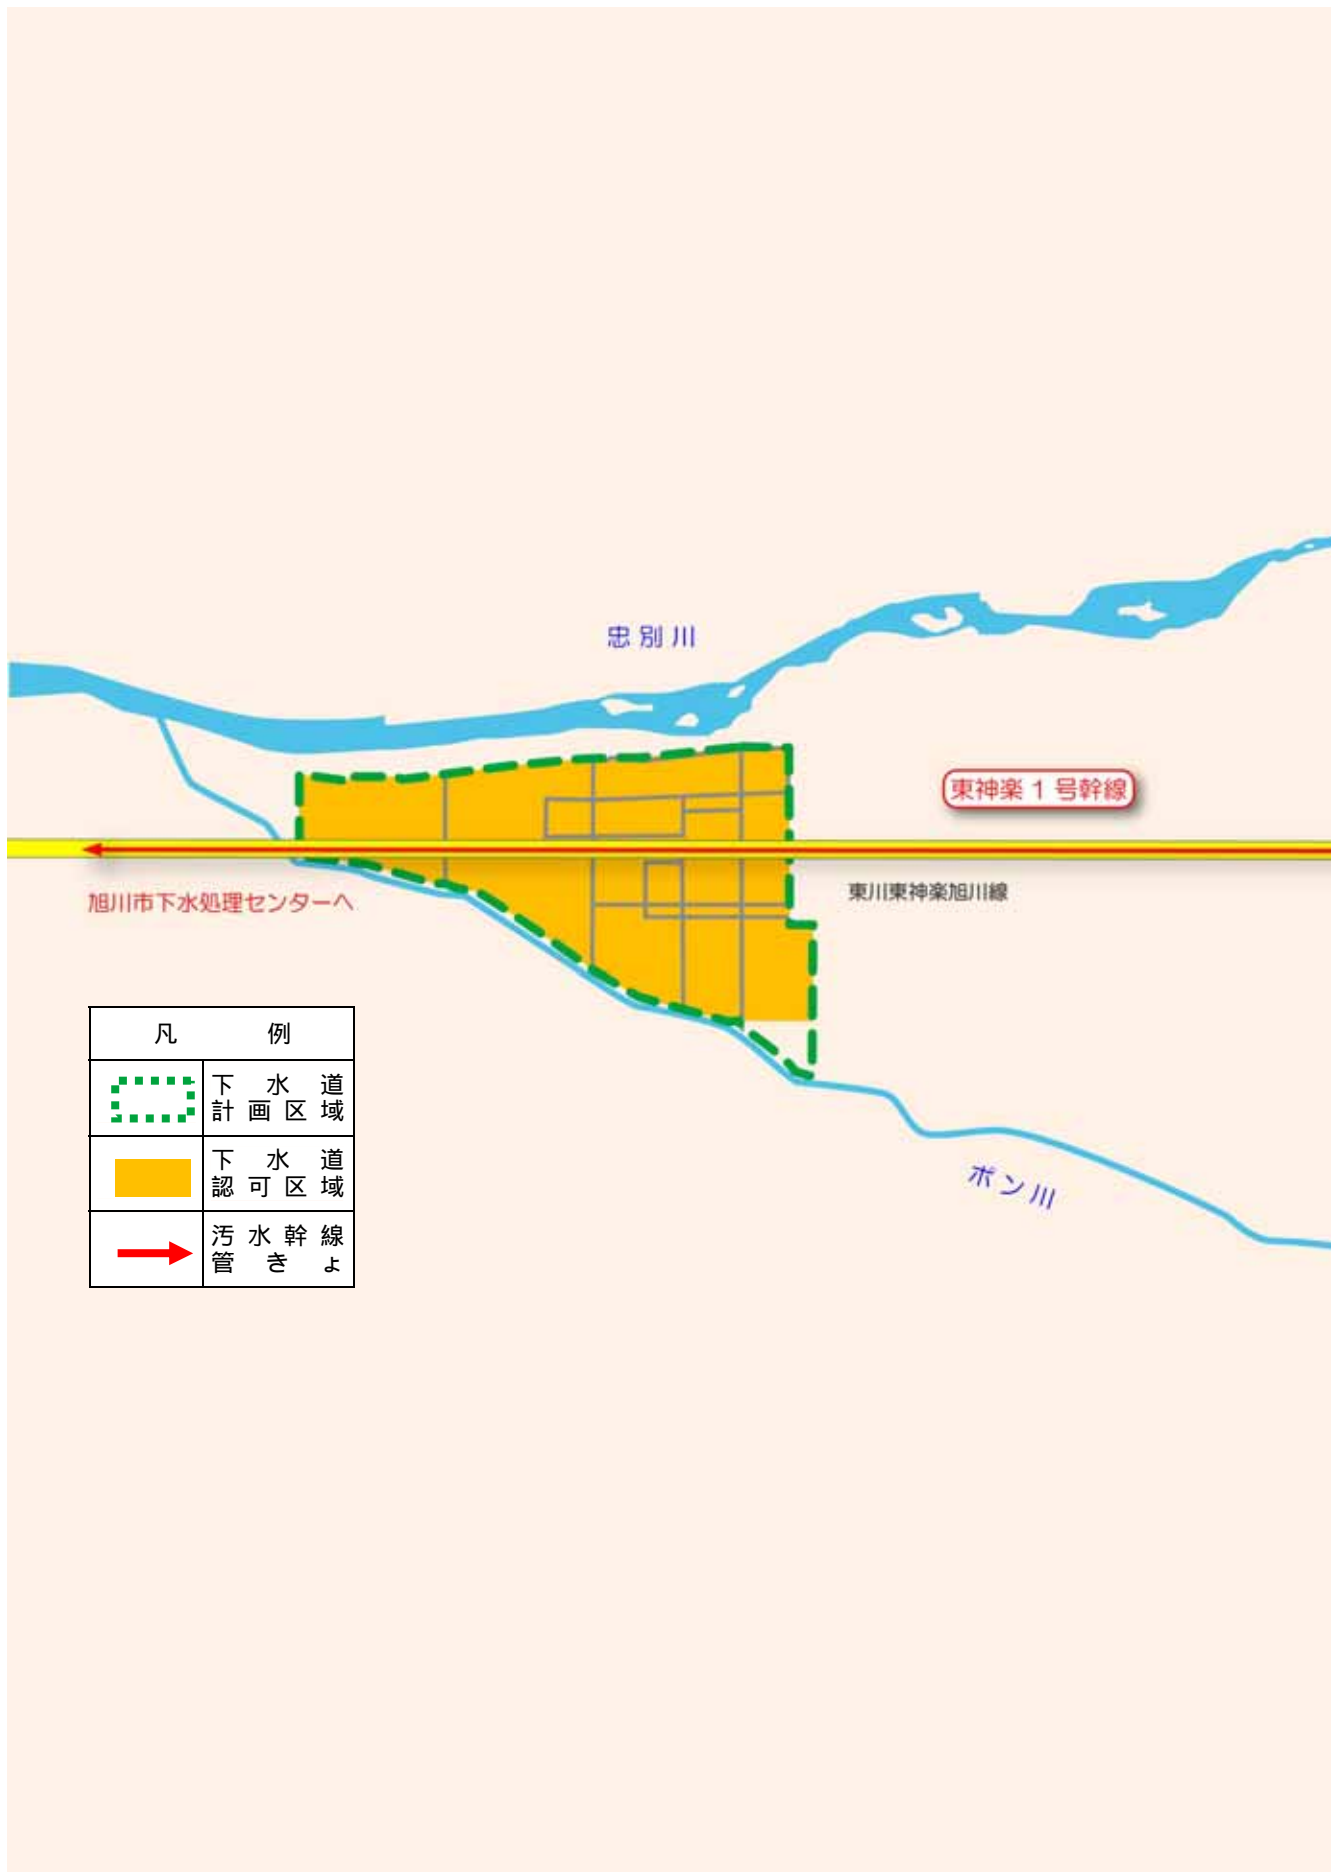 忠別川
東神楽1号幹線
東川東神楽旭川線
旭川市下水処理センターへ
凡例
下水道
計画区域
下水道
認可区域
汚水幹線
管きょ
ポン川